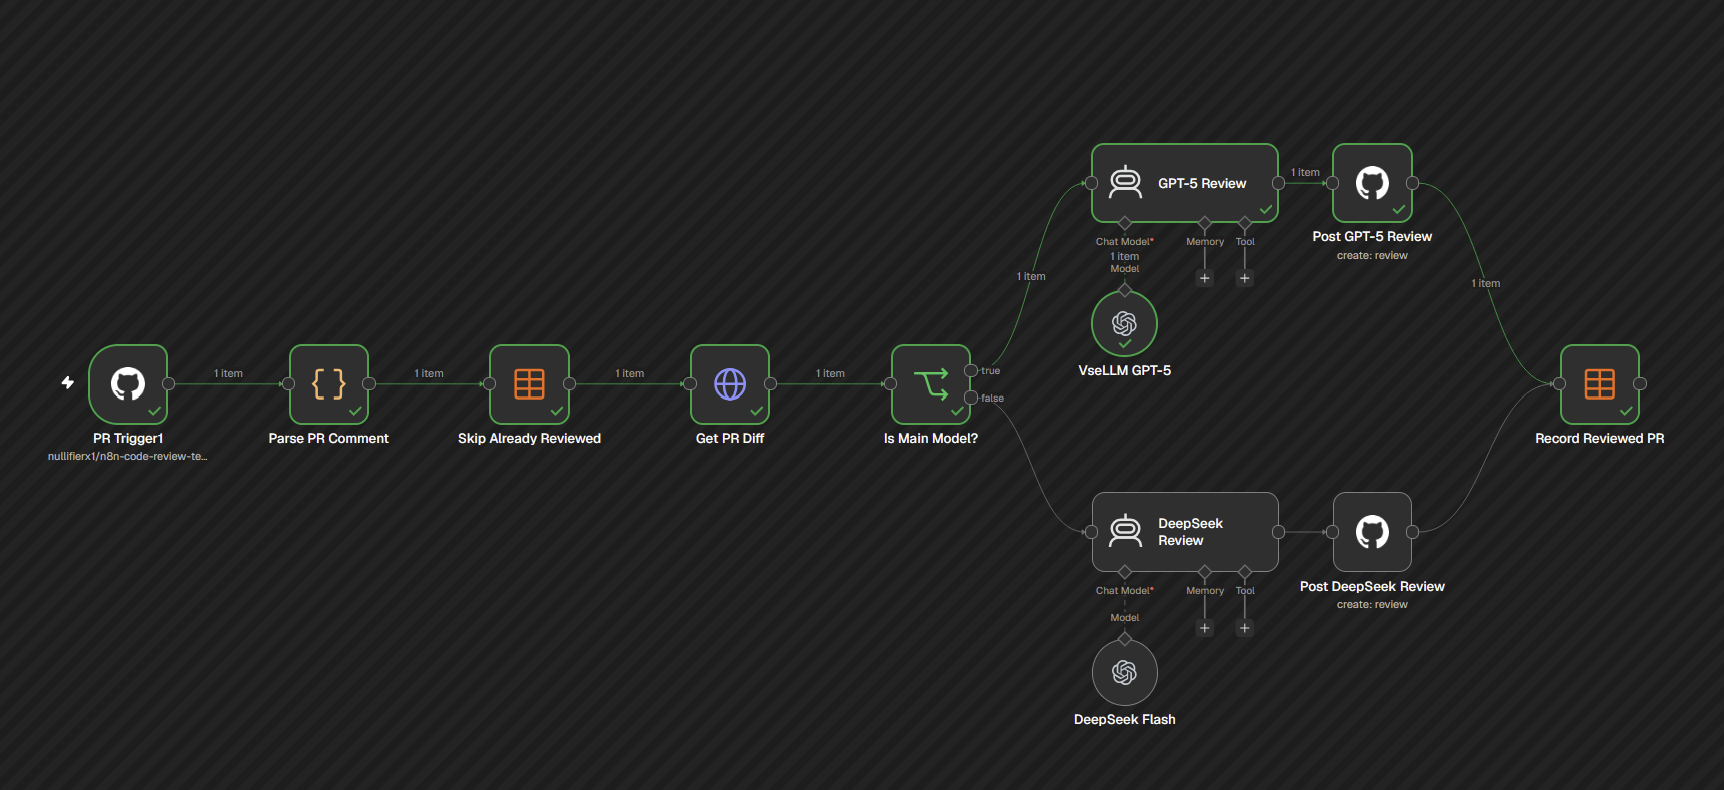 1 item
GPT-5 Review
1 item
Post GPT-5 Review
create: review
Chat Model*
Memory
Tool
1 item
Model
VseLLM GPT-5
1 item
PR Trigger1
nullifierx1/n8n-code-review-te...
1 item
Parse PR Comment
1 item
Skip Already Reviewed
1 item
Get PR Diff
1 item
Is Main Model?
true
false
Record Reviewed PR
DeepSeek
Review
Post DeepSeek Review
create: review
Chat Model*
Memory
Tool
Model
DeepSeek Flash